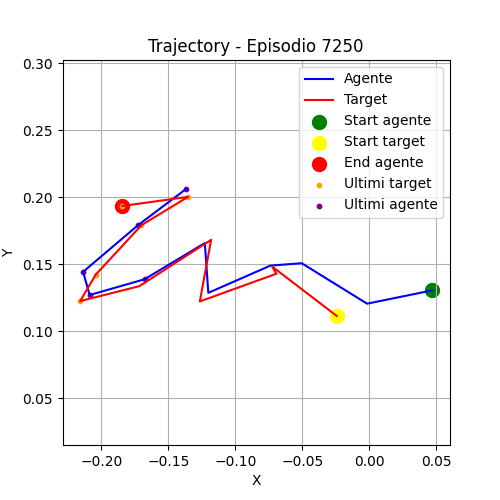 Trajectory - Episodio 7250
Agente
Target
Start agente
Start target
End agente
Ultimi target
Ultimi agente
0.30
0.25
0.20
0.15
0.10
0.05
Y
−0.20
−0.15
−0.10
−0.05
0.00
0.05
X